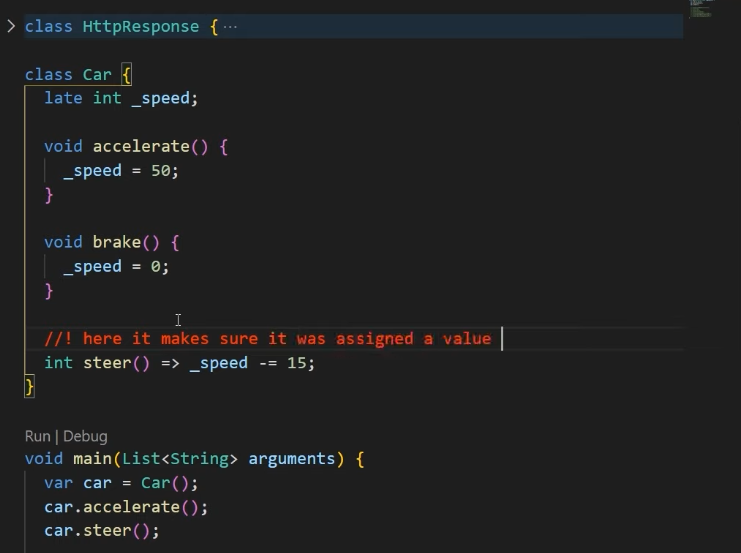 class HttpResponse { ...
class Car {
late int _speed;
void accelerate() {
_speed = 50;
}
void brake() {
_speed = 0;
}
//! here it makes sure it was assigned a value
int steer() => _speed -= 15;
}
Run | Debug
void main(List<String> arguments) {
var car = Car();
car.accelerate();
car.steer();